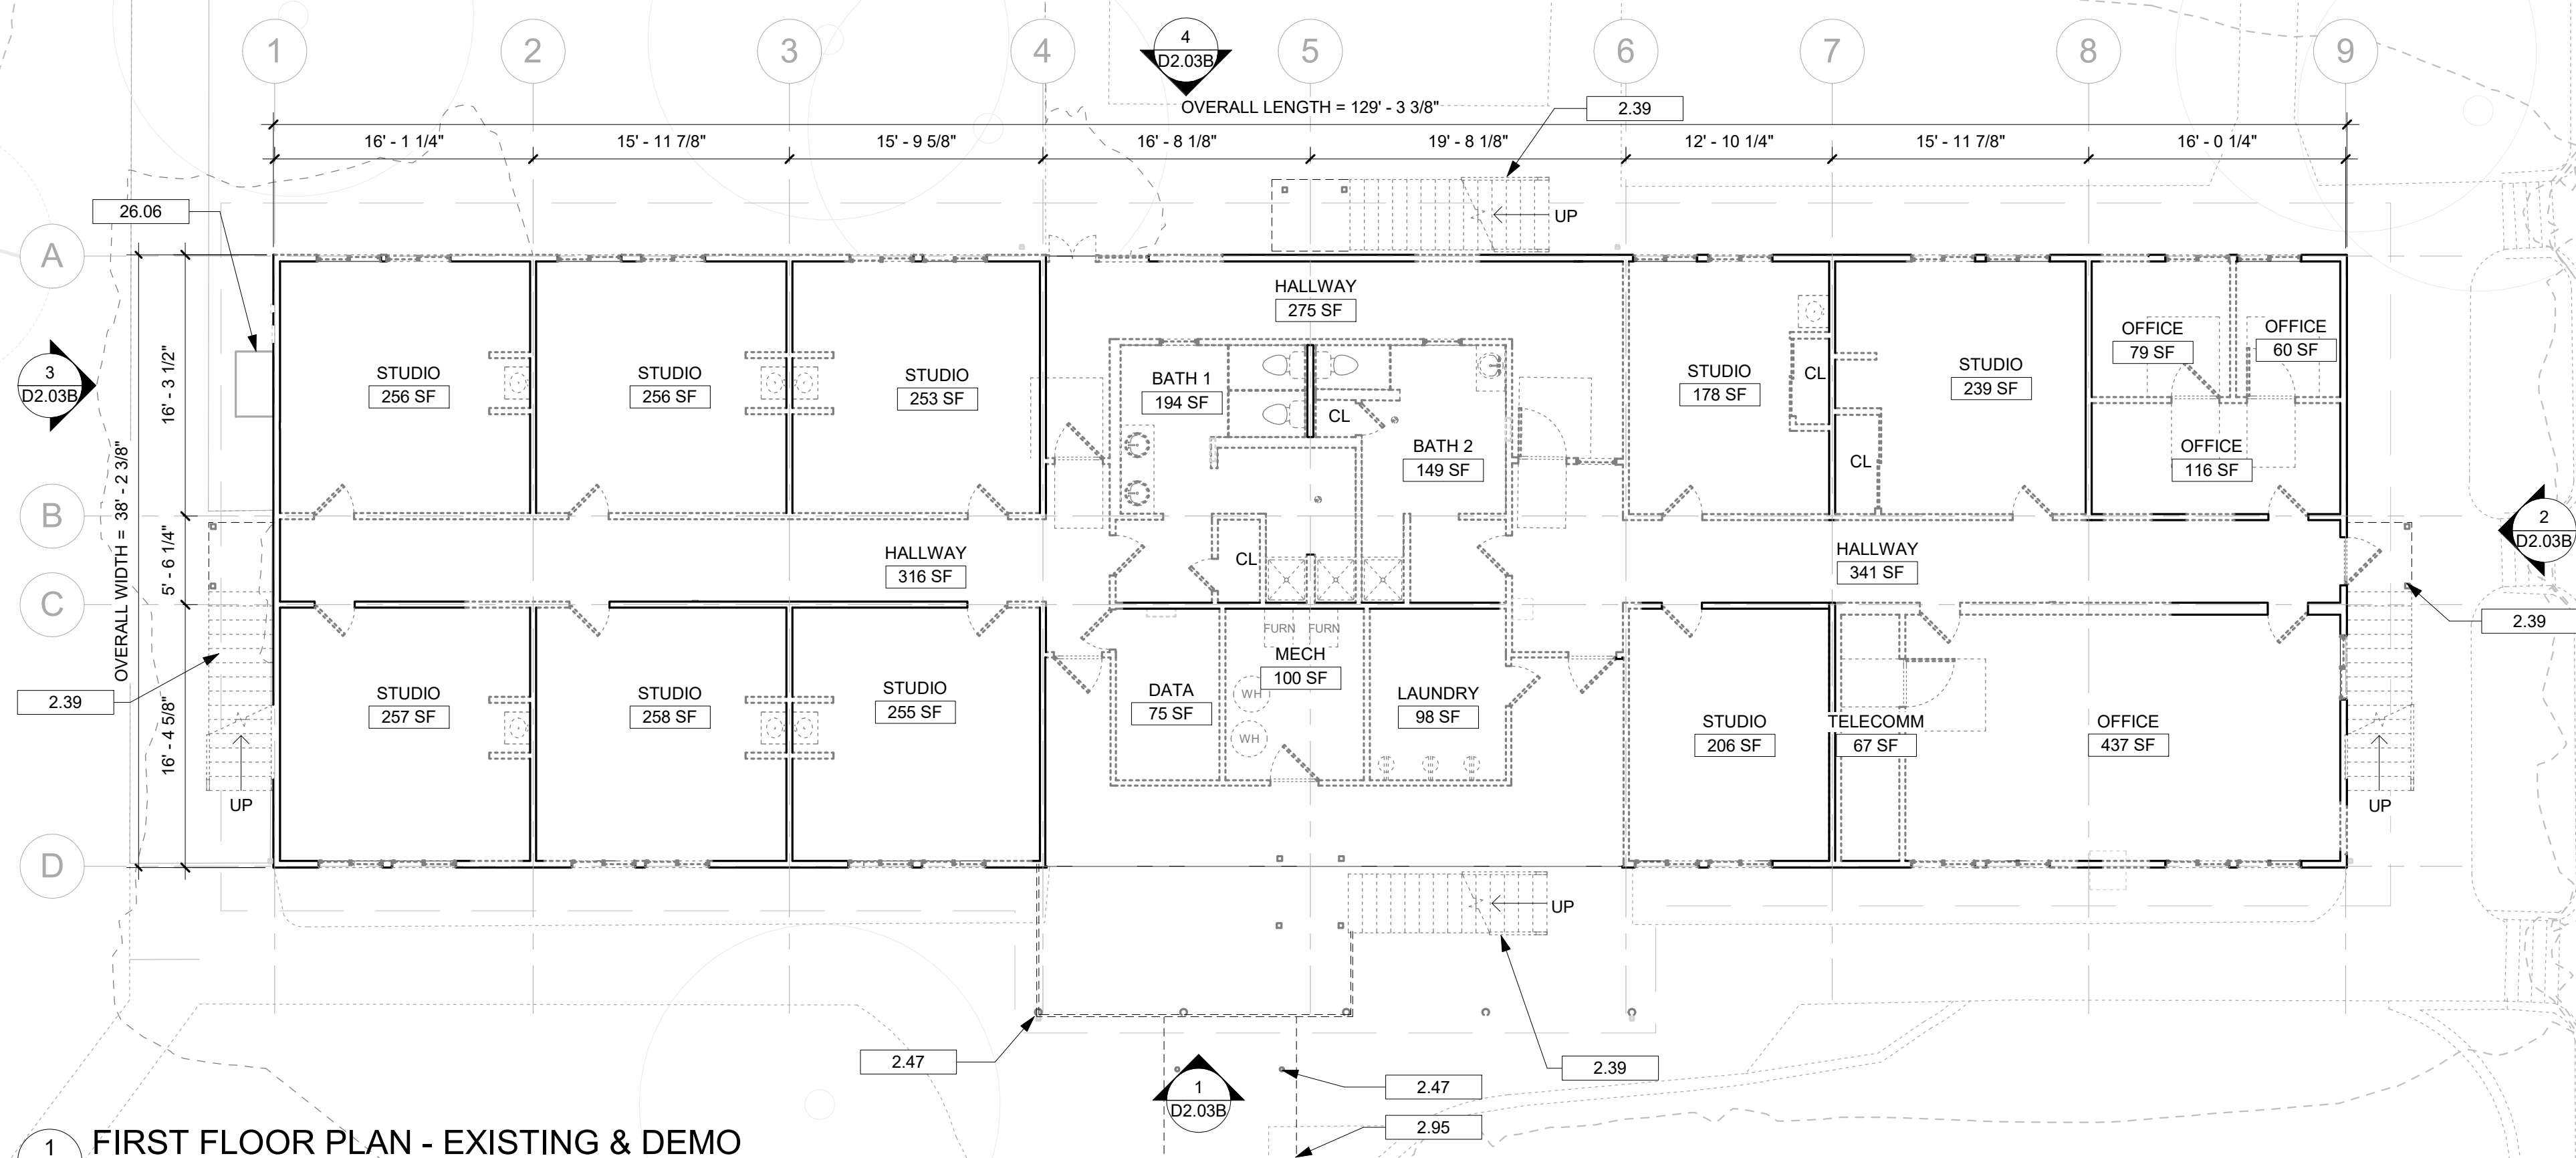 1 2 3 4 5 6 7 8 9
4
D2.03B
OVERALL LENGTH = 129' - 3 3/8"
2.39
16' - 1 1/4" 15' - 11 7/8" 15' - 9 5/8" 16' - 8 1/8" 19' - 8 1/8" 12' - 10 1/4" 15' - 11 7/8" 16' - 0 1/4"
26.06
UP
A
B
C
D
3
D2.03B
OVERALL WIDTH = 38' - 2 3/8"
16' - 3 1/2"
5' - 6 1/4"
16' - 4 5/8"
2.39
UP
STUDIO
256 SF
STUDIO
256 SF
STUDIO
253 SF
HALLWAY
275 SF
BATH 1
194 SF
CL
BATH 2
149 SF
CL
STUDIO
178 SF
CL
CL
STUDIO
239 SF
OFFICE
79 SF
OFFICE
60 SF
OFFICE
116 SF
HALLWAY
316 SF
HALLWAY
341 SF
2
D2.03B
2.39
STUDIO
257 SF
STUDIO
258 SF
STUDIO
255 SF
DATA
75 SF
FURN FURN
MECH
100 SF
WH
WH
LAUNDRY
98 SF
STUDIO
206 SF
TELECOMM
67 SF
OFFICE
437 SF
UP
UP
2.47
2.39
1
D2.03B
2.47
2.95
1
FIRST FLOOR PLAN - EXISTING & DEMO